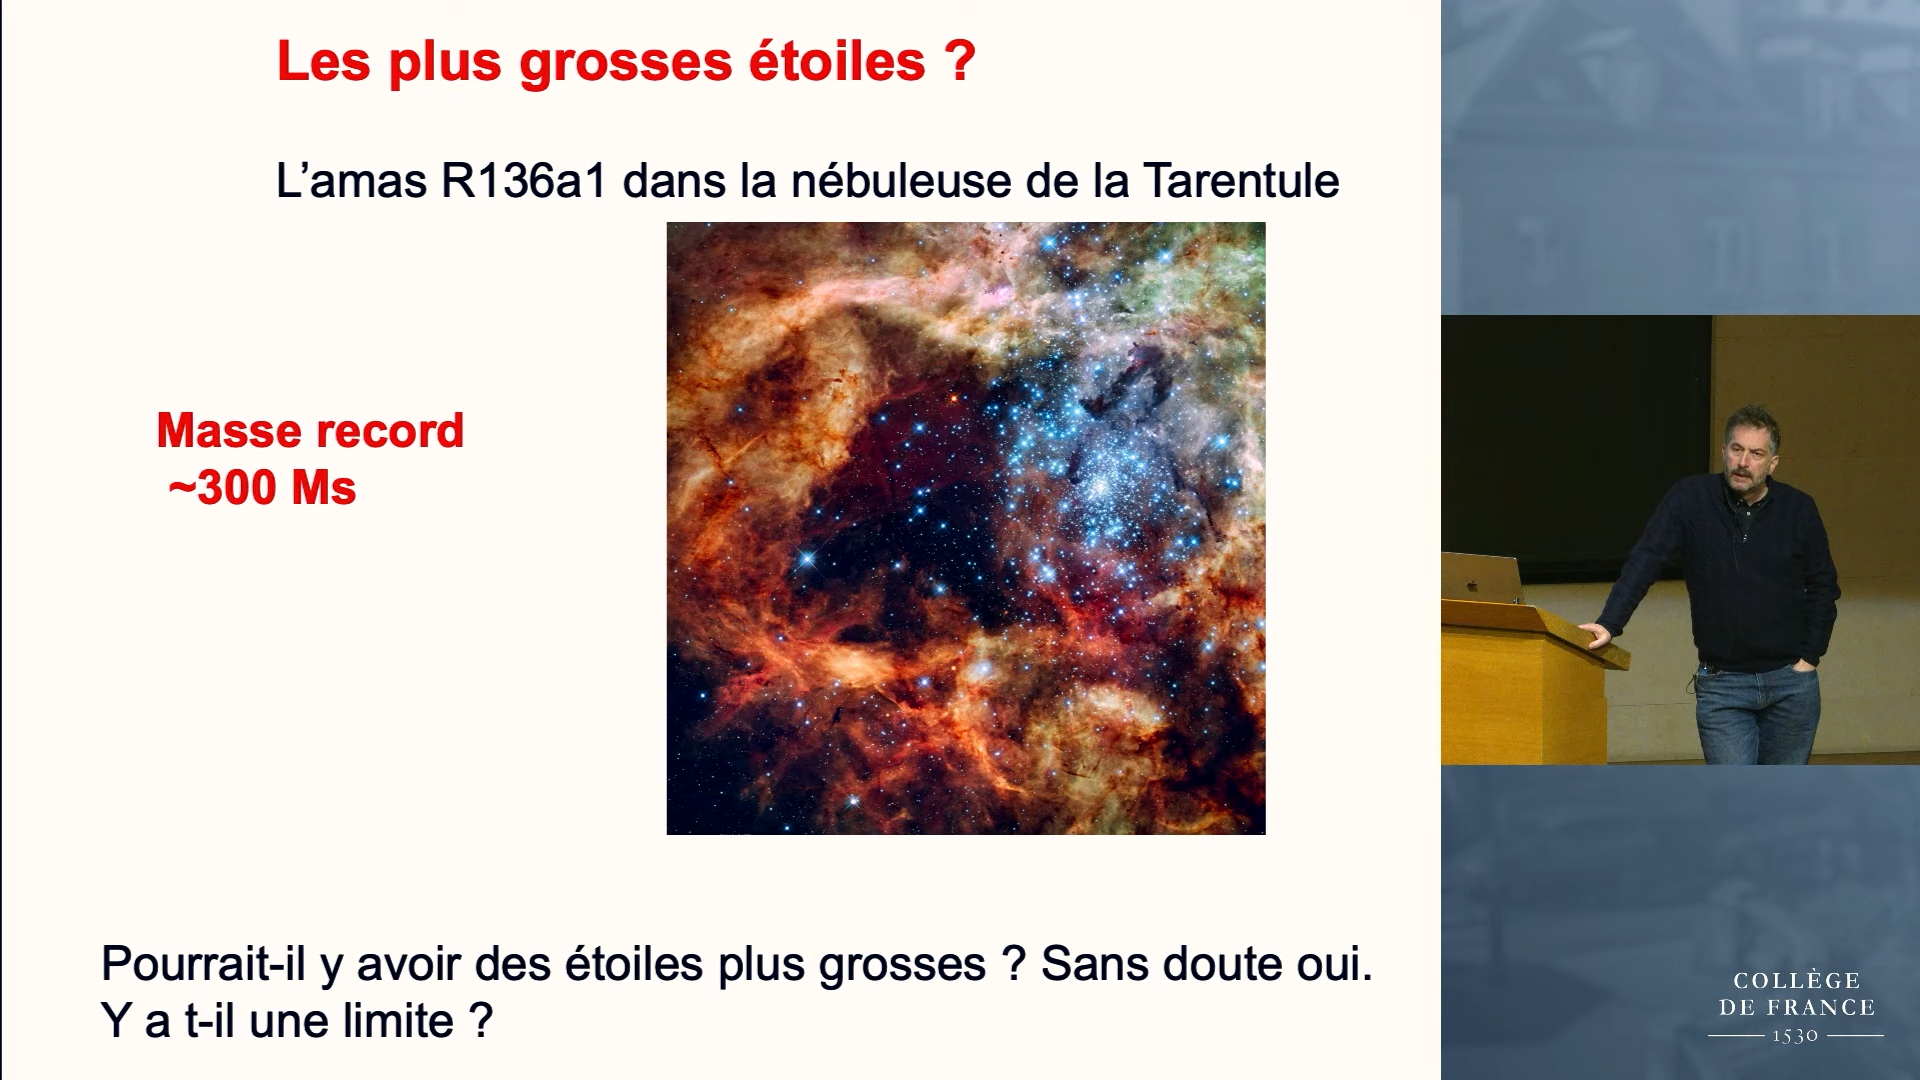 Les plus grosses étoiles ?
L’amas R136a1 dans la nébuleuse de la Tarentule
Masse record
~300 Ms
Pourrait-il y avoir des étoiles plus grosses ? Sans doute oui.
Y a t-il une limite ?
COLLÈGE
DE FRANCE
1530